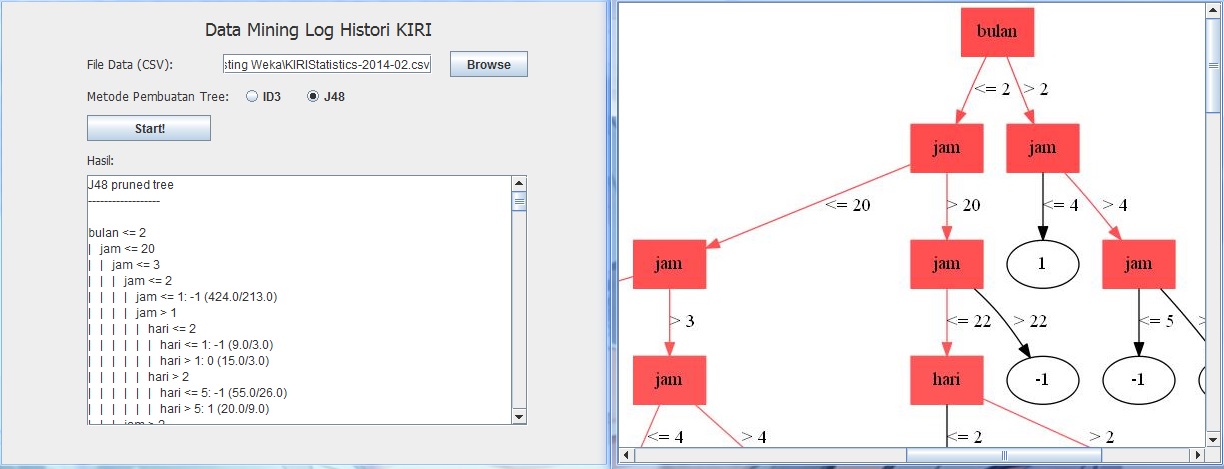 Data Mining Log Histori KIRI
File Data (CSV): sting Weka\KIRIStatistics-2014-02.csv Browse
Metode Pembuatan Tree: ID3 J48
Start!
Hasil:
J48 pruned tree
------------------
bulan <= 2
| jam <= 20
| | jam <= 3
| | | jam <= 2
| | | | jam <= 1: -1 (424.0/213.0)
| | | | jam > 1
| | | | | hari <= 2
| | | | | | hari <= 1: -1 (9.0/3.0)
| | | | | | hari > 1: 0 (15.0/3.0)
| | | | | hari > 2
| | | | | | hari <= 5: -1 (55.0/26.0)
| | | | | | hari > 5: 1 (20.0/9.0)
| | | jam > 2
bulan
<= 2 > 2
jam jam
<= 20 > 20 <= 4 > 4
jam jam 1 jam
> 3 <= 22 > 22 <= 5 >
jam hari -1 -1
<= 4 > 4 <= 2 > 2